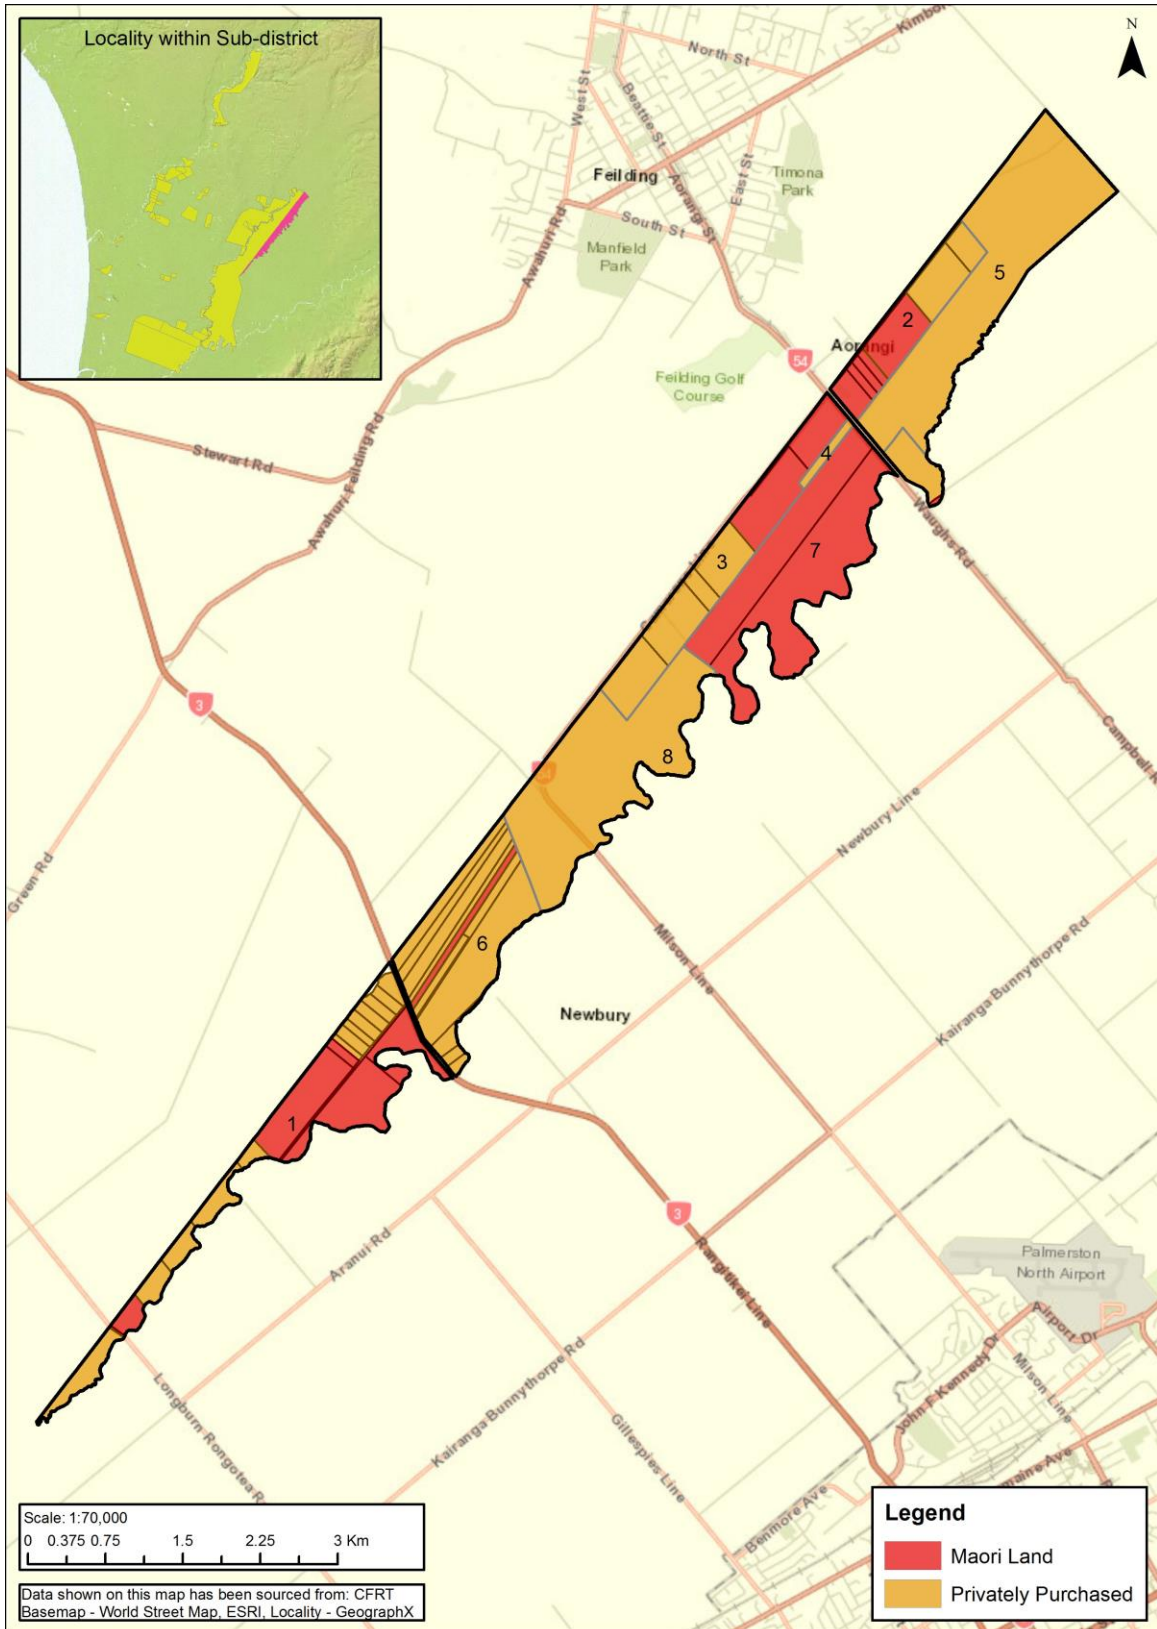 Locality within Sub-district
N
North St
West St
Beattie St
Feilding
East St
Timona
Park
Aorangi St
South St
Manfield
Park
Awahuri Rd
5
2
Aorangi
54
Feilding Golf
Course
4
Stewart Rd
Awahuri Feilding Rd
7
Waughs Rd
3
3
8
Campbell
Newbury Line
Green Rd
6
Milson Line
Kairanga Bunnythorpe Rd
Newbury
1
3
Aranui Rd
Rangitikei Line
Palmerston
North Airport
Airport Dr
Milson Line
John F Kennedy Dr
Longburn Rongotea R
Kairanga Bunnythorpe Rd
Gillespies Line
Benmore Ave
Scale: 1:70,000
0 0.375 0.75 1.5 2.25 3 Km
Data shown on this map has been sourced from: CFRT
Basemap - World Street Map, ESRI, Locality - GeographX
Legend
Maori Land
Privately Purchased